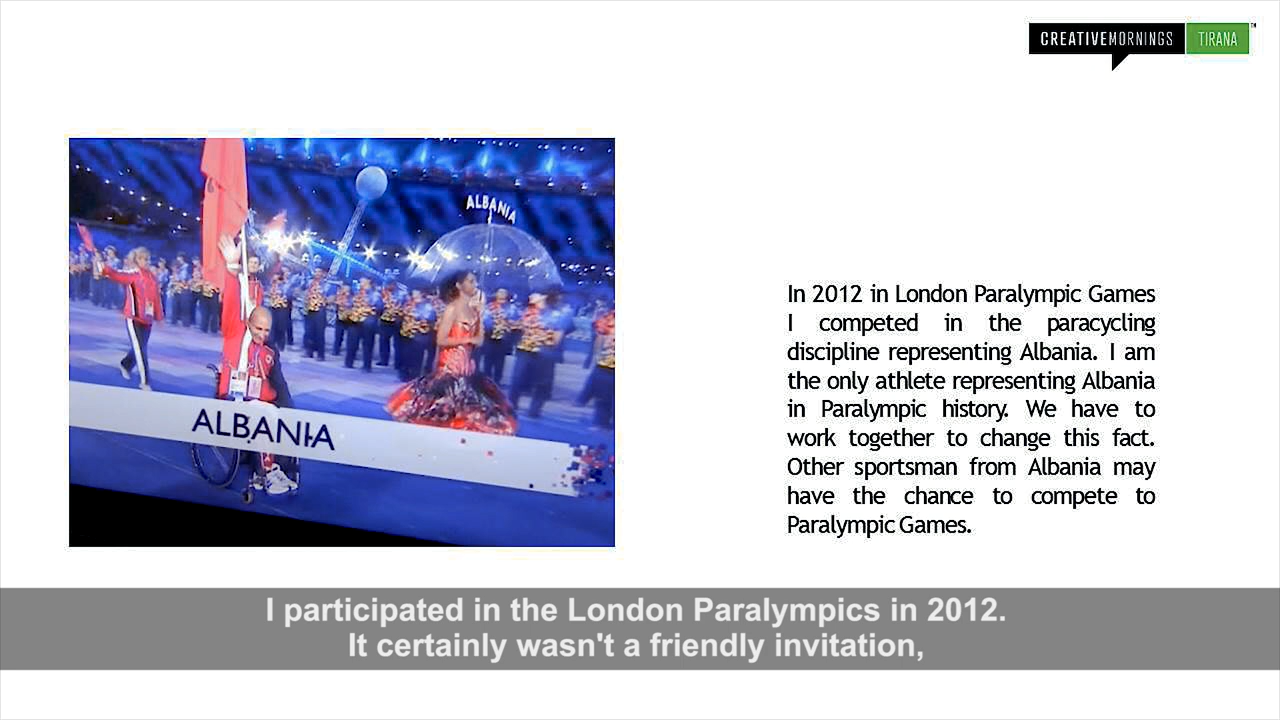 CREATIVEMORNINGS TIRANA TM
ALBANIA
ALBANIA
In 2012 in London Paralympic Games
I competed in the paracycling
discipline representing Albania. I am
the only athlete representing Albania
in Paralympic history. We have to
work together to change this fact.
Other sportsman from Albania may
have the chance to compete to
Paralympic Games.
I participated in the London Paralympics in 2012.
It certainly wasn't a friendly invitation,